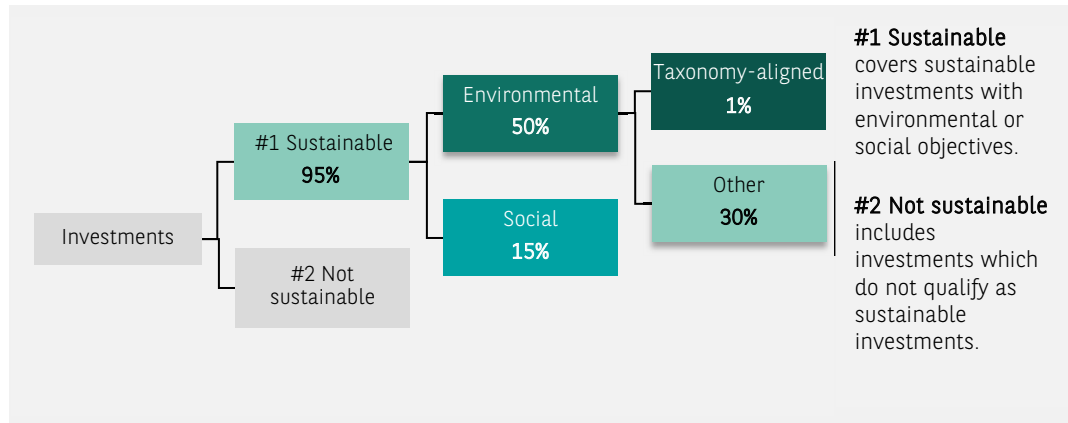 Investments
#1 Sustainable
95%
#2 Not
sustainable
Environmental
50%
Social
15%
Taxonomy-aligned
1%
Other
30%
#1 Sustainable
covers sustainable
investments with
environmental or
social objectives.
#2 Not sustainable
includes
investments which
do not qualify as
sustainable
investments.